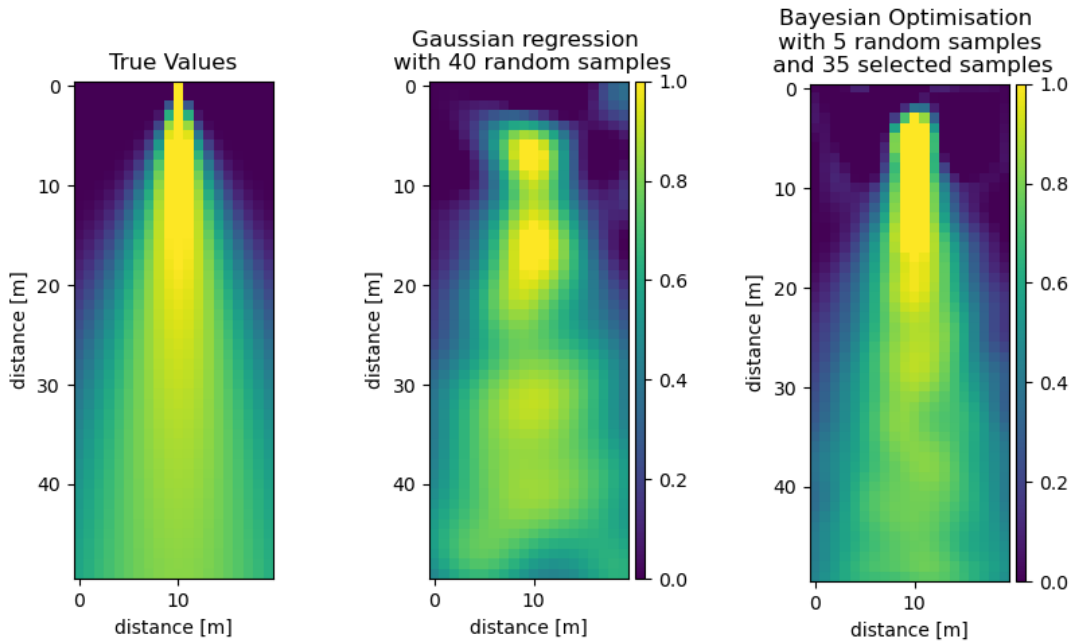 True Values
0
10
20
30
40
distance [m]
0
10
distance [m]
Gaussian regression
with 40 random samples
0
10
20
30
40
distance [m]
0
10
distance [m]
1.0
0.8
0.6
0.4
0.2
0.0
Bayesian Optimisation
with 5 random samples
and 35 selected samples
0
10
20
30
40
distance [m]
0
10
distance [m]
1.0
0.8
0.6
0.4
0.2
0.0